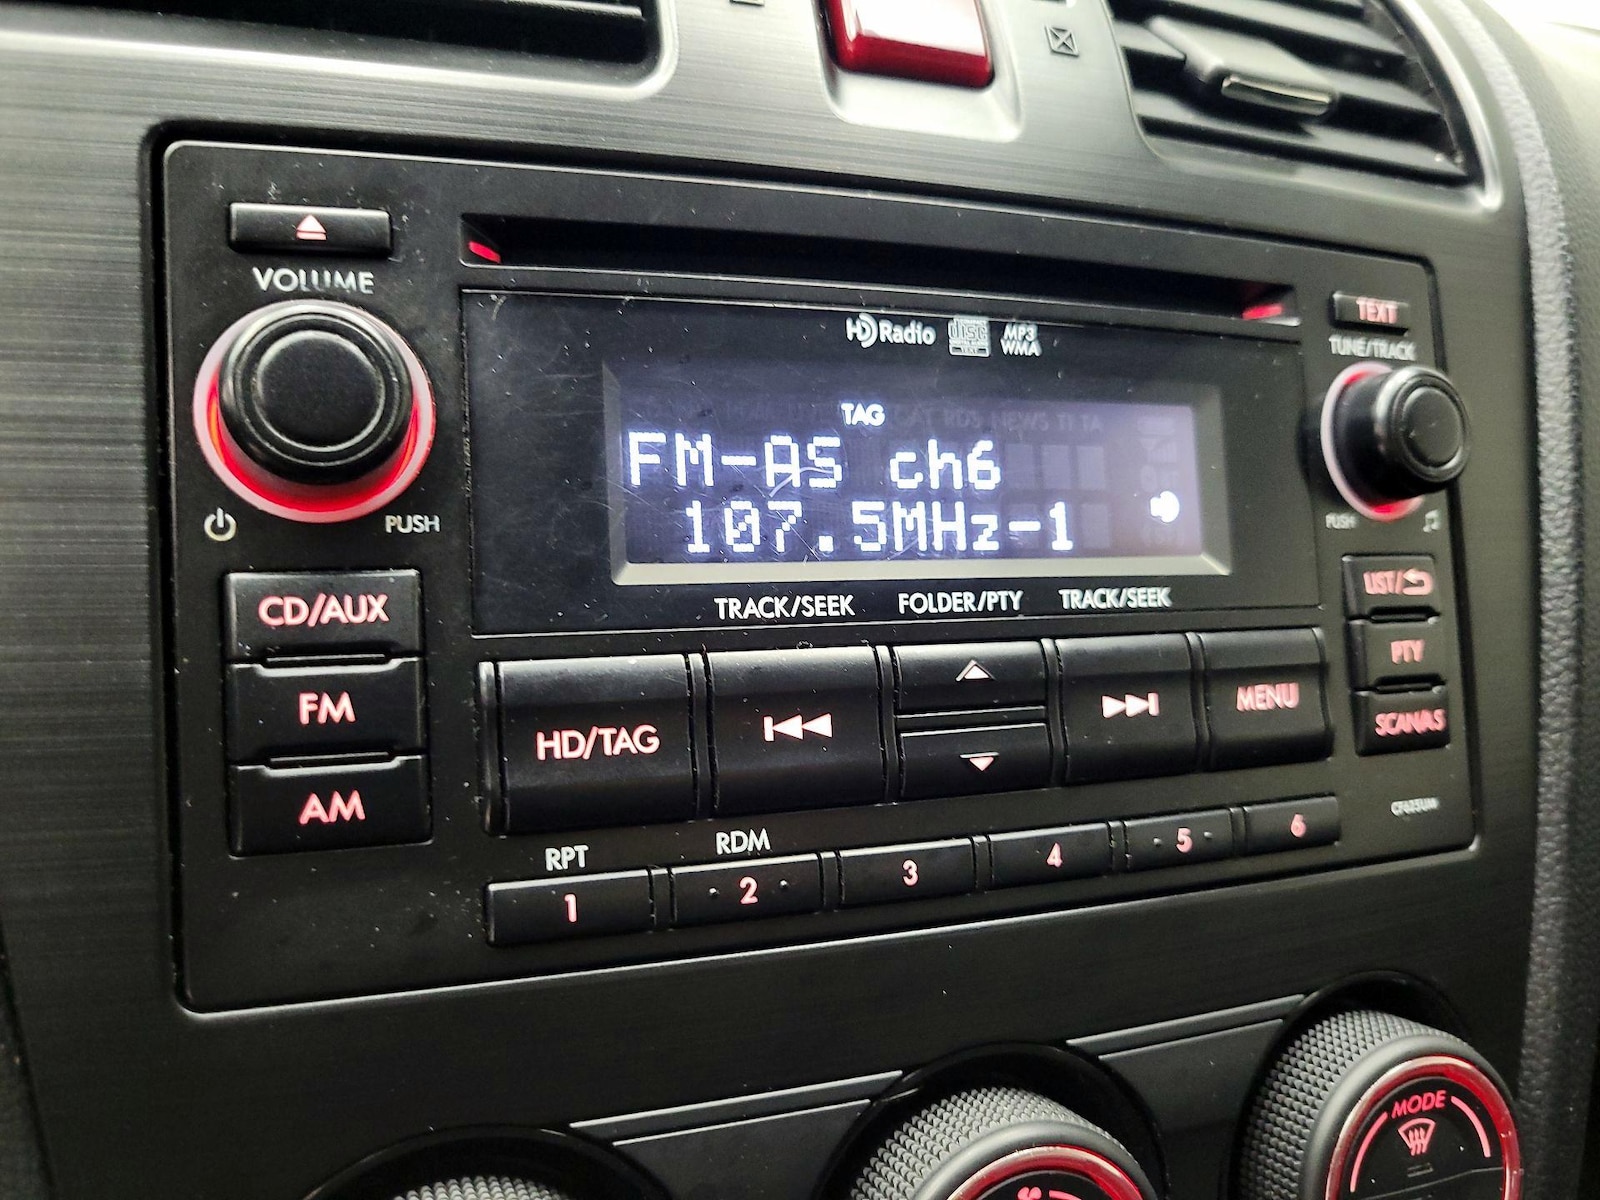 VOLUME
PUSH
HD Radio
disc
MP3
WMA
TEXT
TUNE/TRACK
TAG
FM-AS ch6
107.5MHz-1
PUSH
TRACK/SEEK FOLDER/PTY TRACK/SEEK
CD/AUX
FM
AM
HD/TAG
MENU
LIST/
PTY
SCAN/AS
RPT
RDM
1 2 3 4 5 6
MODE